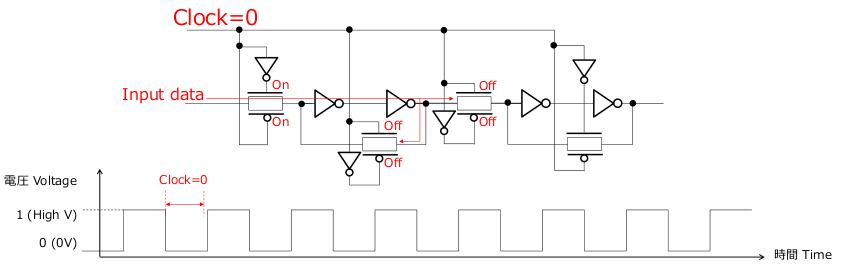 Clock=0
On
Input data
On
Off
Off
Off
Off
Clock=0
電圧 Voltage
1 (High V)
0 (0V)
時間 Time